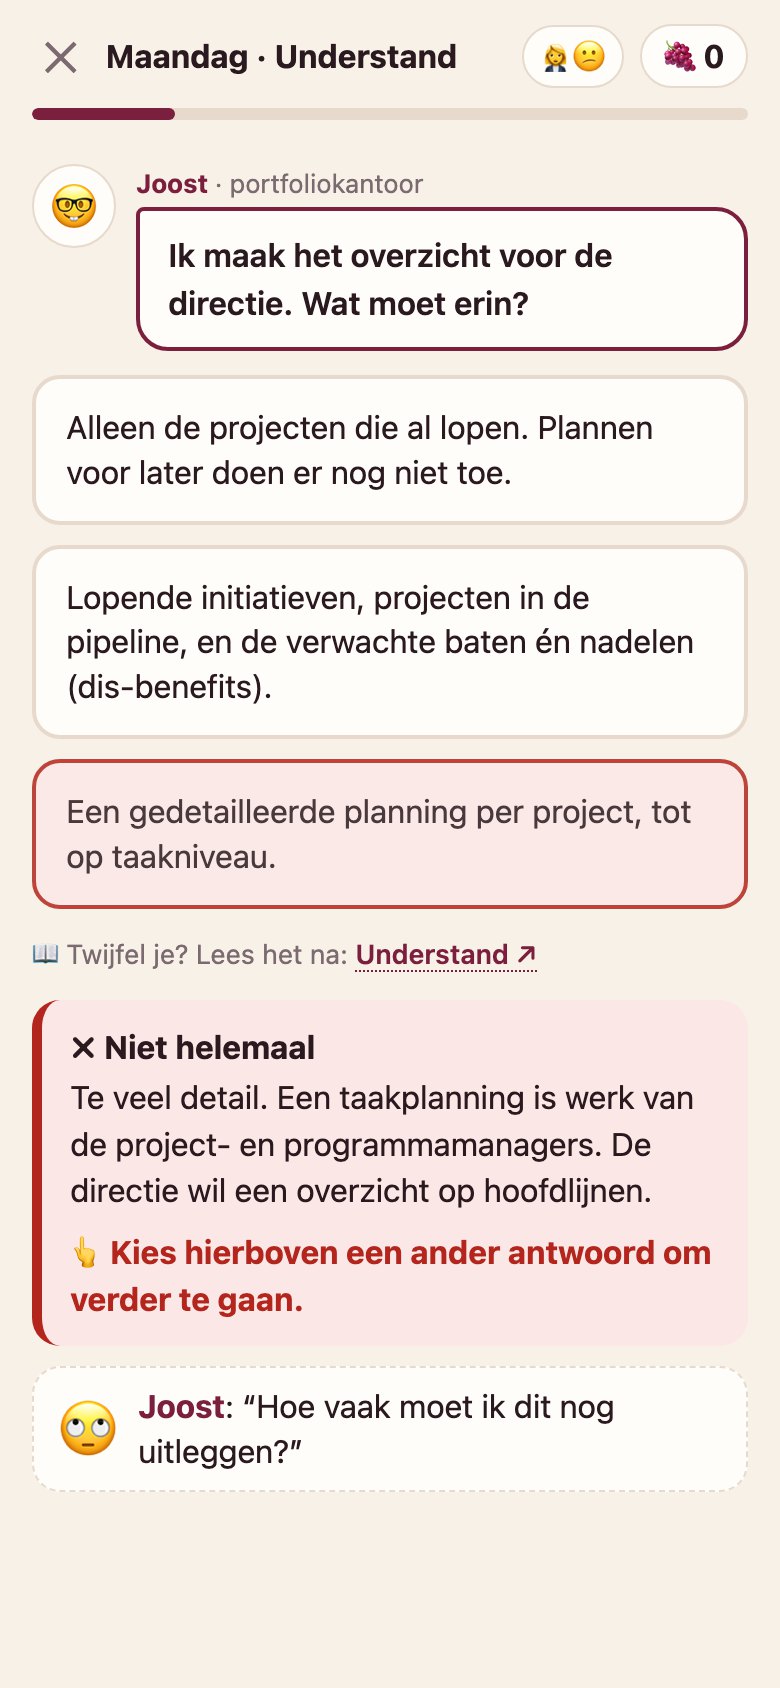 Maandag · Understand
0
Joost · portfoliokantoor
Ik maak het overzicht voor de
directie. Wat moet erin?
Alleen de projecten die al lopen. Plannen
voor later doen er nog niet toe.
Lopende initiatieven, projecten in de
pipeline, en de verwachte baten én nadelen
(dis-benefits).
Een gedetailleerde planning per project, tot
op taakniveau.
Twijfel je? Lees het na: Understand ↗
✕ Niet helemaal
Te veel detail. Een taakplanning is werk van
de project- en programmamanagers. De
directie wil een overzicht op hoofdlijnen.
👆 Kies hierboven een ander antwoord om
verder te gaan.
Joost: “Hoe vaak moet ik dit nog
uitleggen?”